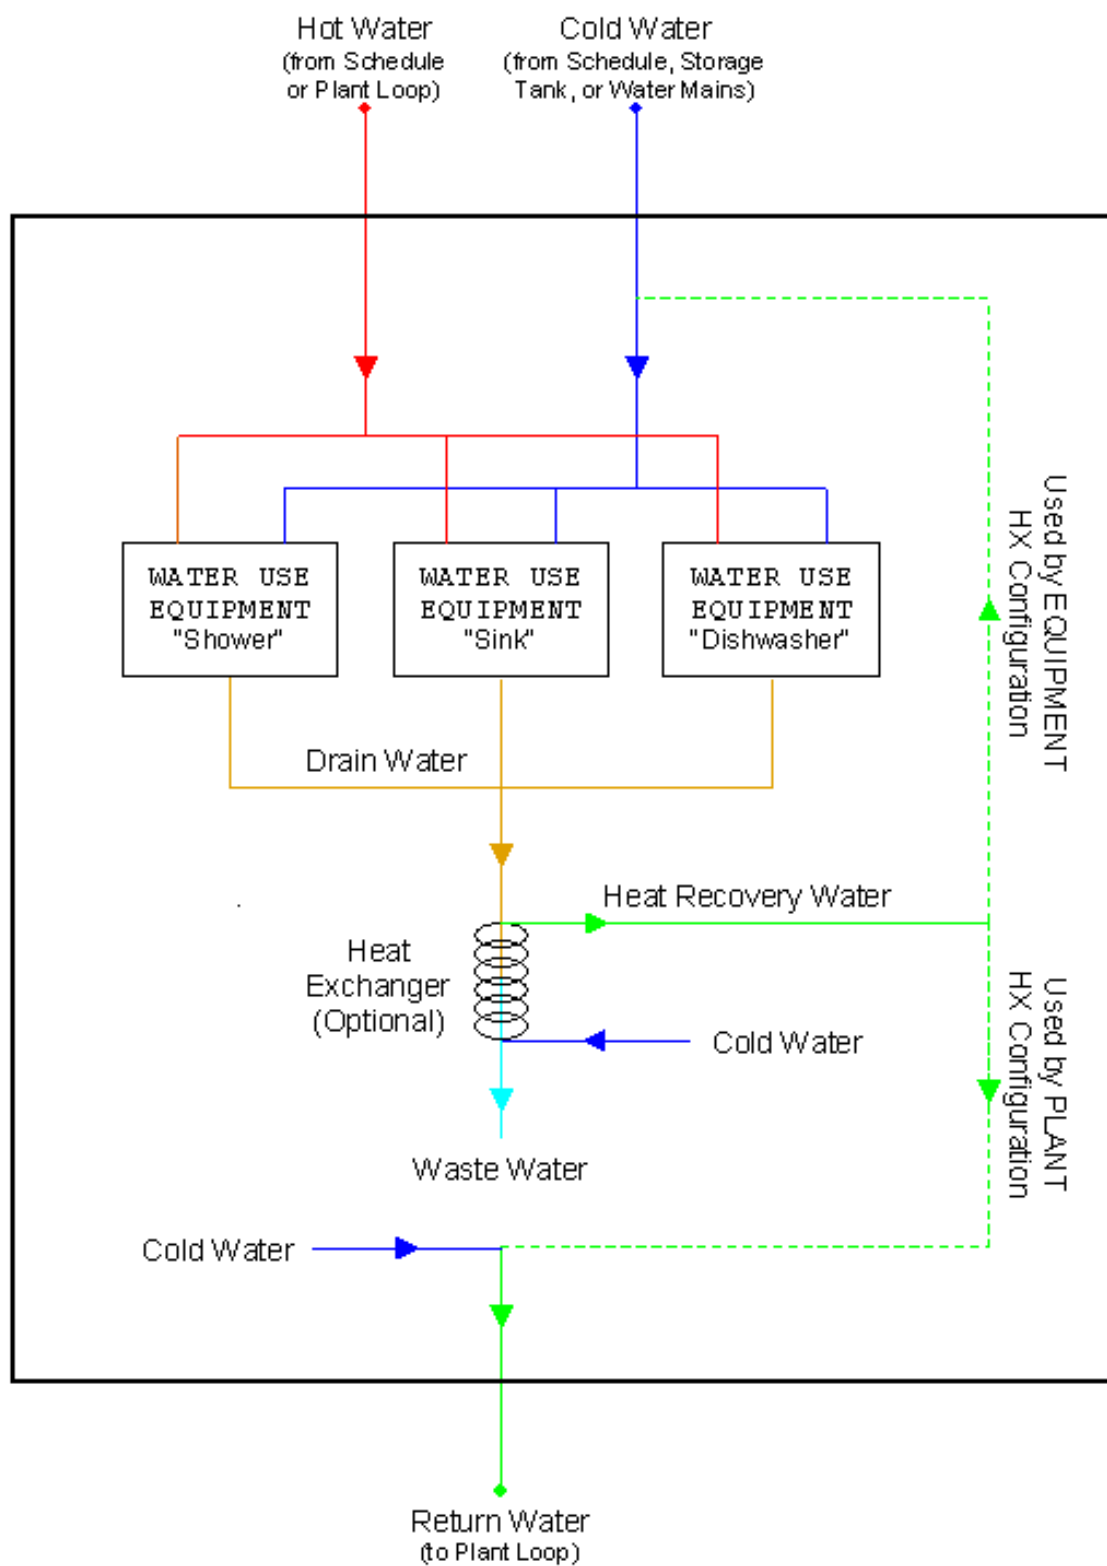 Hot Water
(from Schedule
or Plant Loop)
Cold Water
(from Schedule, Storage
Tank, or Water Mains)
WATER USE
EQUIPMENT
"Shower"
WATER USE
EQUIPMENT
"Sink"
WATER USE
EQUIPMENT
"Dishwasher"
Used by EQUIPMENT
HX Configuration
Drain Water
Heat Recovery Water
Heat
Exchanger
(Optional)
Cold Water
Used by PLANT
HX Configuration
Waste Water
Cold Water
Return Water
(to Plant Loop)